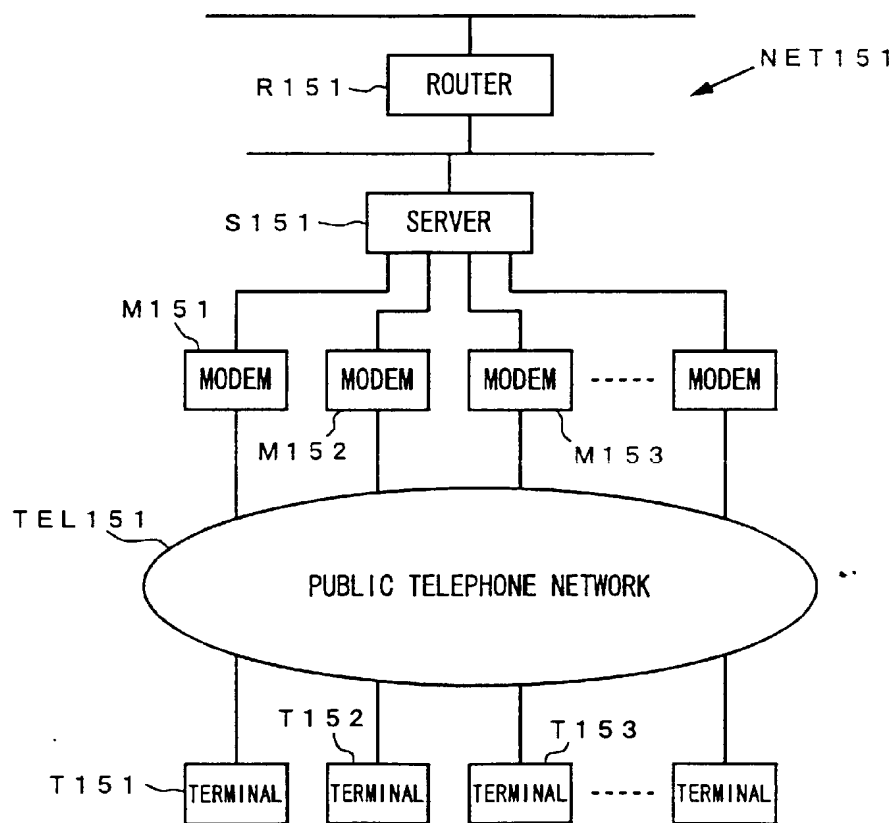 NET151
R151 ROUTER
S151 SERVER
M151
MODEM MODEM MODEM MODEM
M152 M153
TEL151
PUBLIC TELEPHONE NETWORK
T152 T153
T151 TERMINAL TERMINAL TERMINAL TERMINAL